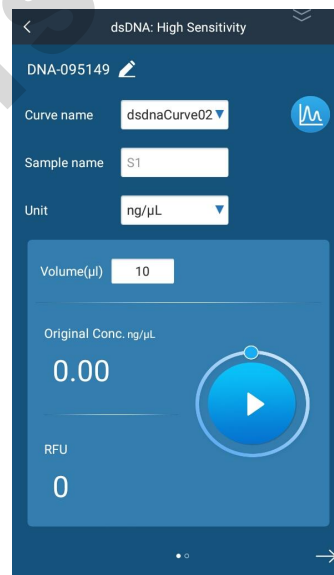 dsDNA: High Sensitivity
DNA-095149
Curve name dsdnaCurve02
Sample name S1
Unit ng/µL
Volume(µl) 10
Original Conc. ng/µL
0.00
RFU
0